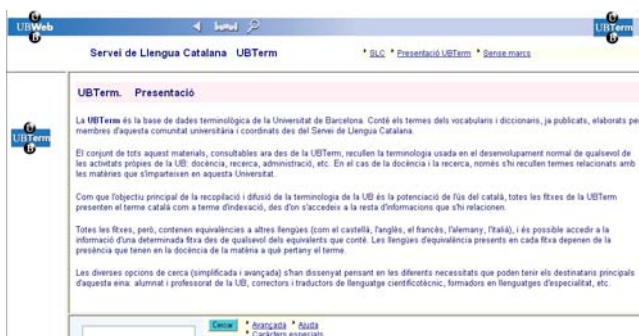 UBWeb
UBTerm
Servei de Llengua Catalana UBTerm
SLC Presentació UBTerm Sense marcs
UBTerm. Presentació
UBTerm
La UBTerm és la base de dades terminològica de la Universitat de Barcelona. Conté els termes dels vocabularis i diccionaris, ja publicats, elaborats per
membres d'aquesta comunitat universitària i coordinats des del Servei de Llengua Catalana.
El conjunt de tots aquest materials, consultables ara des de la UBTerm, recullen la terminologia usada en el desenvolupament normal de qualsevol de
les activitats pròpies de la UB: docència, recerca, administració, etc. En el cas de la docència i la recerca, només s'hi recullen termes relacionats amb
les matèries que s'imparteixen en aquesta Universitat.
Com que l'objectiu principal de la recopilació i difusió de la terminologia de la UB és la potenciació de l'ús del català, totes les fitxes de la UBTerm
presenten el terme català com a terme d'indexació, des d'on s'accedeix a la resta d'informacions que s'hi relacionen.
Totes les fitxes, però, contenen equivalències a altres llengües (com el castellà, l'anglès, el francès, l'alemany, l'italià), i és possible accedir a la
informació d'una determinada fitxa des de qualsevol dels equivalents que conté. Les llengües d'equivalència presents en cada fitxa depenen de la
presència que tenen en la docència de la matèria a què pertany el terme.
Les diverses opcions de cerca (simplificada i avançada) s'han dissenyat pensant en les diferents necessitats que poden tenir els destinataris principals
d'aquesta eina: alumnat i professorat de la UB, correctors i traductors de llenguatge cientificotècnic, formadors en llenguatges d'especialitat, etc.
Cercar Avançada Ajuda
Caràcters especials